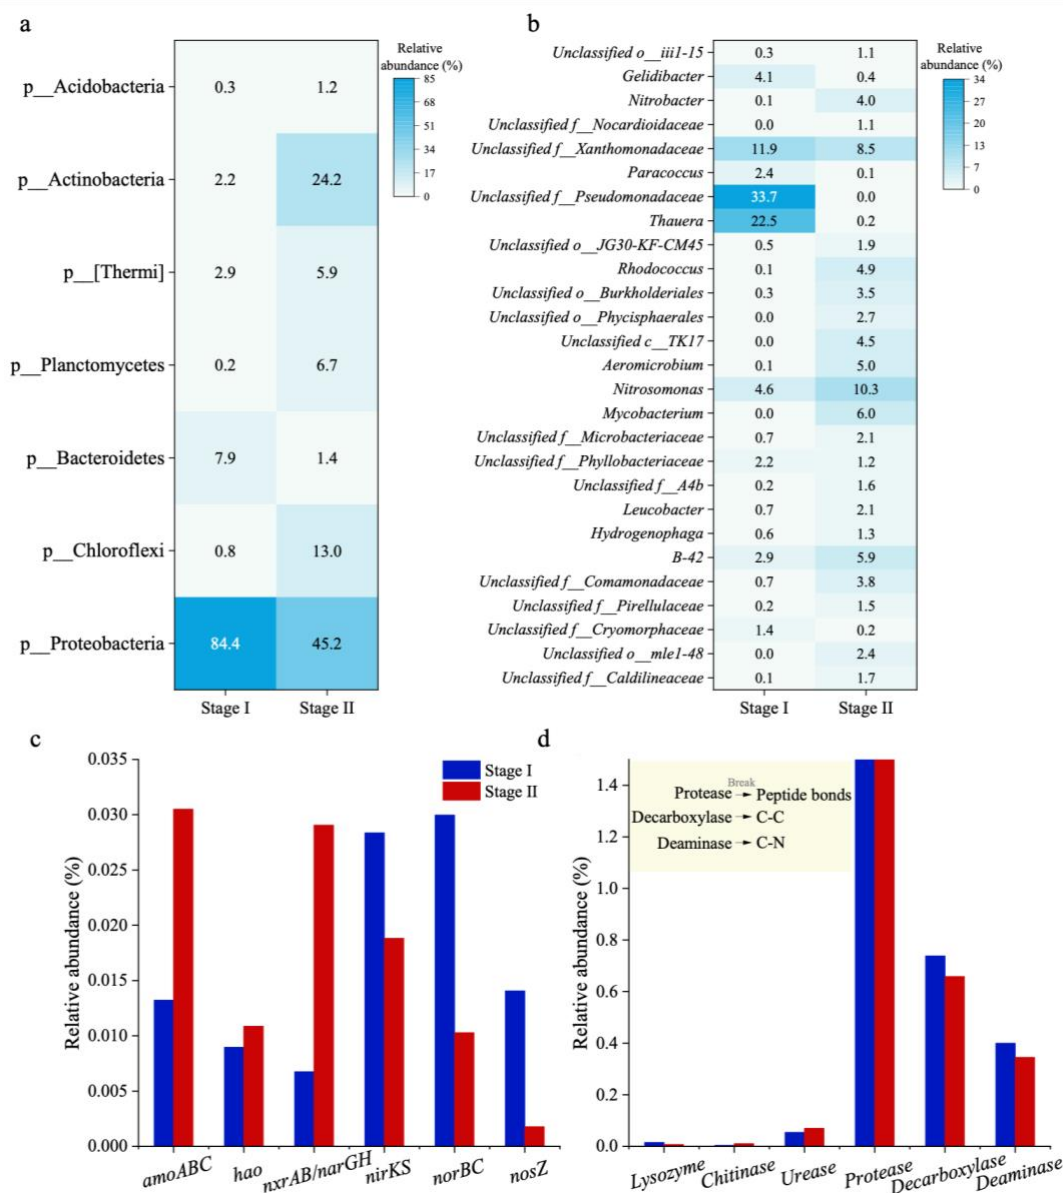 a
Relative
abundance (%)
85
68
51
34
17
0
p__Acidobacteria 0.3 1.2
p__Actinobacteria 2.2 24.2
p__[Thermi] 2.9 5.9
p__Planctomycetes 0.2 6.7
p__Bacteroidetes 7.9 1.4
p__Chloroflexi 0.8 13.0
p__Proteobacteria 84.4 45.2
Stage I Stage II
b
Relative
abundance (%)
34
27
20
13
7
0
Unclassified o__iii1-15 0.3 1.1
Gelidibacter 4.1 0.4
Nitrobacter 0.1 4.0
Unclassified f__Nocardioidaceae 0.0 1.1
Unclassified f__Xanthomonadaceae 11.9 8.5
Paracoccus 2.4 0.1
Unclassified f__Pseudomonadaceae 33.7 0.0
Thauera 22.5 0.2
Unclassified o__JG30-KF-CM45 0.5 1.9
Rhodococcus 0.1 4.9
Unclassified o__Burkholderiales 0.3 3.5
Unclassified o__Phycisphaerales 0.0 2.7
Unclassified c__TK17 0.0 4.5
Aeromicrobium 0.1 5.0
Nitrosomonas 4.6 10.3
Mycobacterium 0.0 6.0
Unclassified f__Microbacteriaceae 0.7 2.1
Unclassified f__Phyllobacteriaceae 2.2 1.2
Unclassified f__A4b 0.2 1.6
Leucobacter 0.7 2.1
Hydrogenophaga 0.6 1.3
B-42 2.9 5.9
Unclassified f__Comamonadaceae 0.7 3.8
Unclassified f__Pirellulaceae 0.2 1.5
Unclassified f__Cryomorphaceae 1.4 0.2
Unclassified o__mle1-48 0.0 2.4
Unclassified f__Caldilineaceae 0.1 1.7
Stage I Stage II
c
Relative abundance (%)
0.035
0.030
0.025
0.020
0.015
0.010
0.005
0.000
Stage I
Stage II
amoABC hao nxrAB/narGH nirKS norBC nosZ
d
Relative abundance (%)
1.4
1.2
1.0
0.8
0.6
0.4
0.2
0.0
Break
Protease → Peptide bonds
Decarboxylase → C-C
Deaminase → C-N
Lysozyme Chitinase Urease Protease Decarboxylase Deaminase